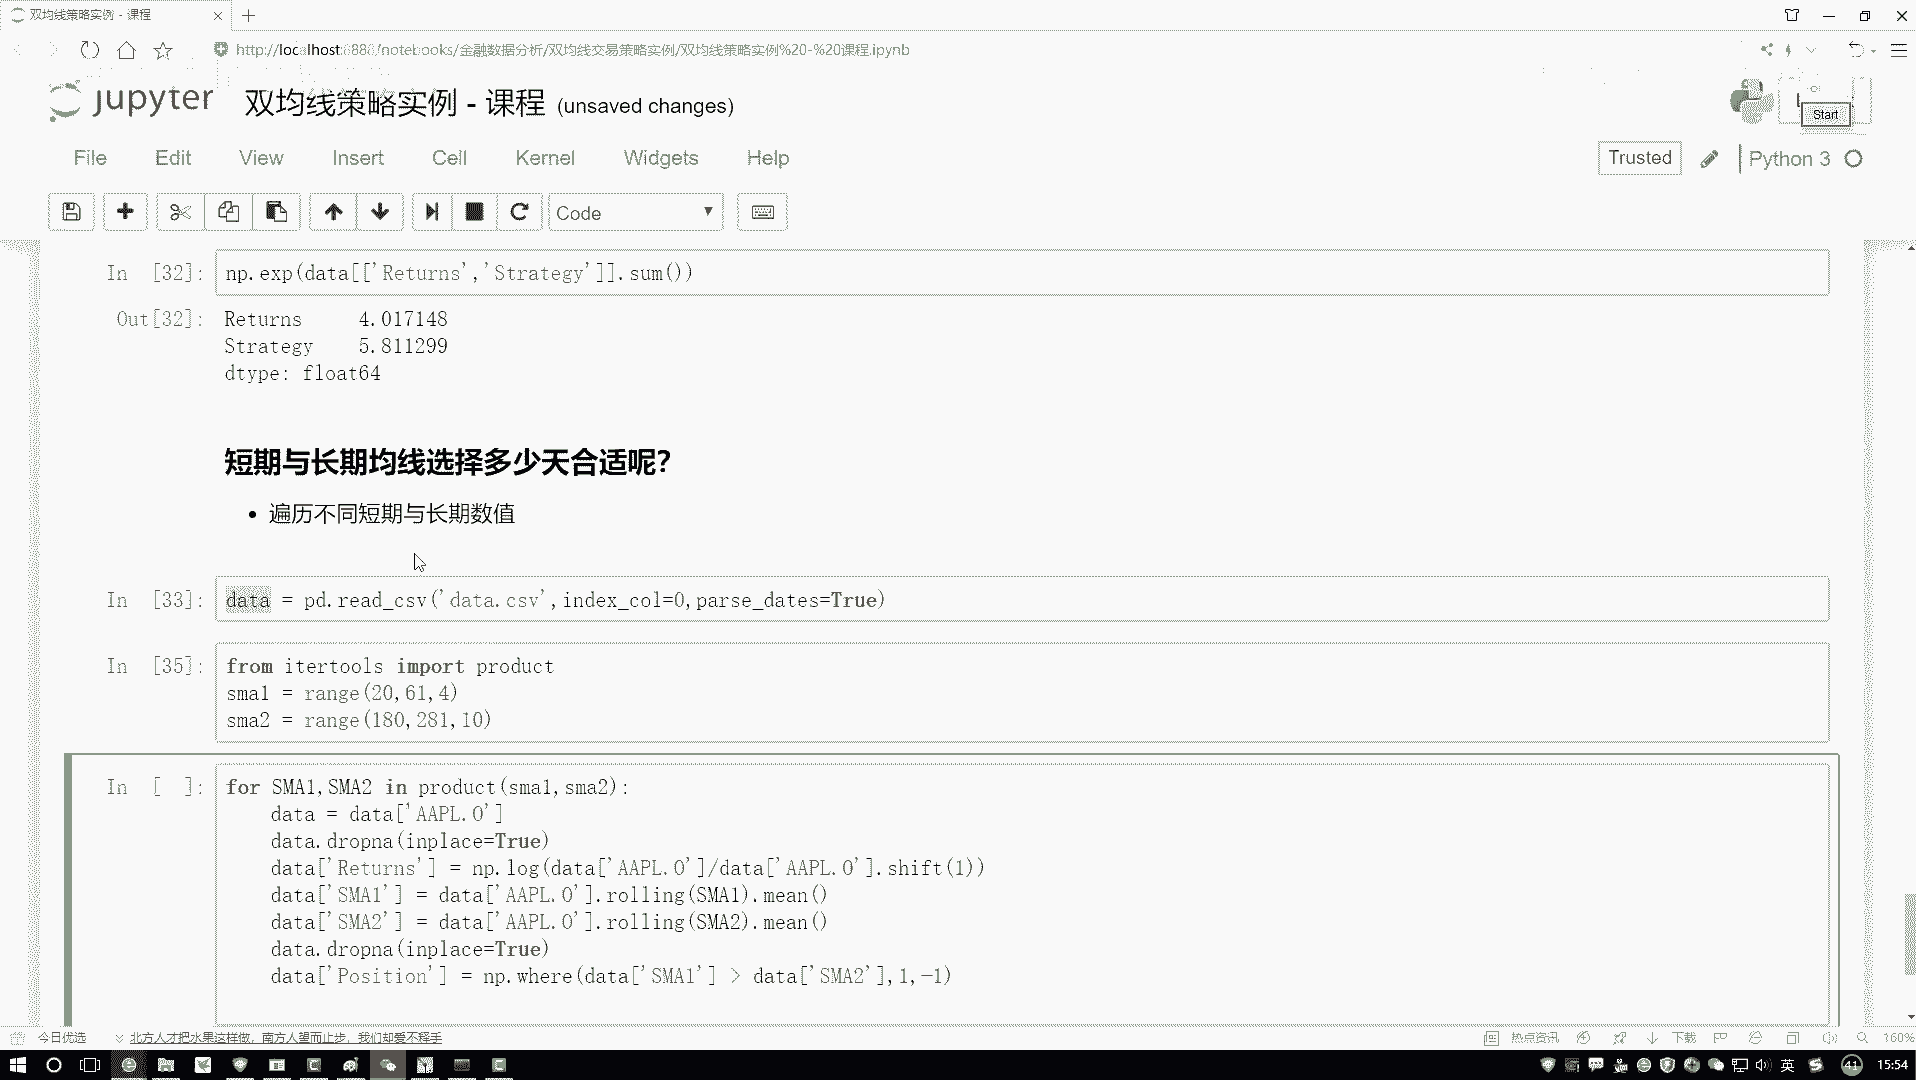 双均线策略实例 - 课程
http://localhost:8888/notebooks/金融数据分析/双均线交易策略实例/双均线策略实例%20-%20课程.ipynb
jupyter 双均线策略实例 - 课程 (unsaved changes)
Start
File Edit View Insert Cell Kernel Widgets Help
Trusted Python 3
Code
In [32]: np.exp(data[['Returns','Strategy']].sum())
Out[32]: Returns 4.017148
Strategy 5.811299
dtype: float64
短期与长期均线选择多少天合适呢?
• 遍历不同短期与长期数值
In [33]: data = pd.read_csv('data.csv',index_col=0,parse_dates=True)
In [35]: from itertools import product
sma1 = range(20,61,4)
sma2 = range(180,281,10)
In [ ]: for SMA1,SMA2 in product(sma1,sma2):
data = data['AAPL.O']
data.dropna(inplace=True)
data['Returns'] = np.log(data['AAPL.O']/data['AAPL.O'].shift(1))
data['SMA1'] = data['AAPL.O'].rolling(SMA1).mean()
data['SMA2'] = data['AAPL.O'].rolling(SMA2).mean()
data.dropna(inplace=True)
data['Position'] = np.where(data['SMA1'] > data['SMA2'],1,-1)
今日优选 北方人才把水果这样做，南方人望而止步，我们却爱不释手
热点资讯 下载 160%
英 41 15:54